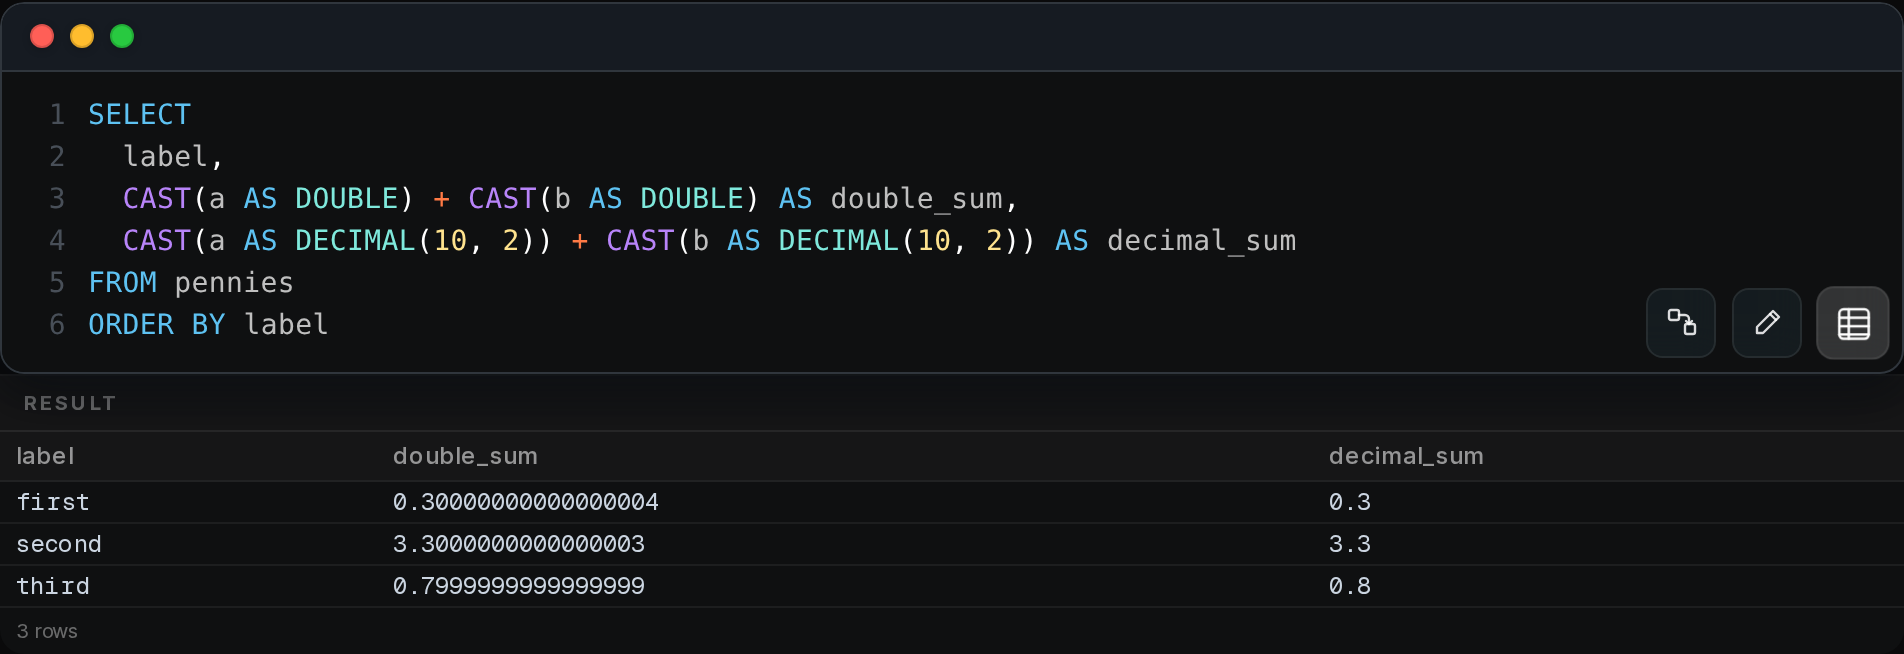 1 SELECT
2   label,
3   CAST(a AS DOUBLE) + CAST(b AS DOUBLE) AS double_sum,
4   CAST(a AS DECIMAL(10, 2)) + CAST(b AS DECIMAL(10, 2)) AS decimal_sum
5 FROM pennies
6 ORDER BY label
RESULT
label double_sum decimal_sum
first 0.30000000000000004 0.3
second 3.3000000000000003 3.3
third 0.7999999999999999 0.8
3 rows